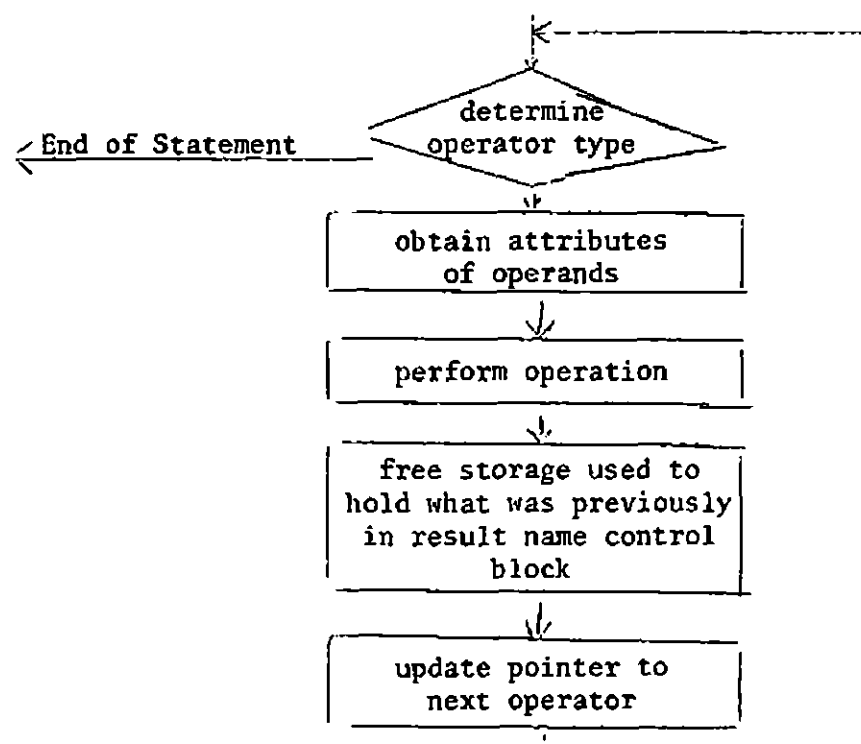 determine
operator type
End of Statement
obtain attributes
of operands
perform operation
free storage used to
hold what was previously
in result name control
block
update pointer to
next operator